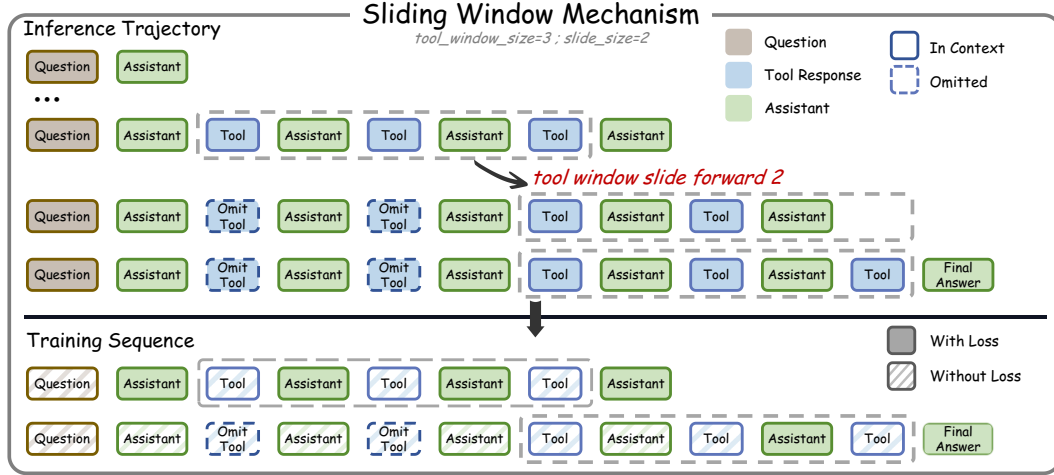 Sliding Window Mechanism
Inference Trajectory
tool_window_size=3 ; slide_size=2
Question
Tool Response
Assistant
In Context
Omitted
Question Assistant
...
Question Assistant Tool Assistant Tool Assistant Tool Assistant
tool window slide forward 2
Question Assistant Omit Tool Assistant Omit Tool Assistant Tool Assistant Tool Assistant
Question Assistant Omit Tool Assistant Omit Tool Assistant Tool Assistant Tool Assistant Tool Final Answer
Training Sequence
With Loss
Without Loss
Question Assistant Tool Assistant Tool Assistant Tool Assistant
Question Assistant Omit Tool Assistant Omit Tool Assistant Tool Assistant Tool Assistant Tool Final Answer